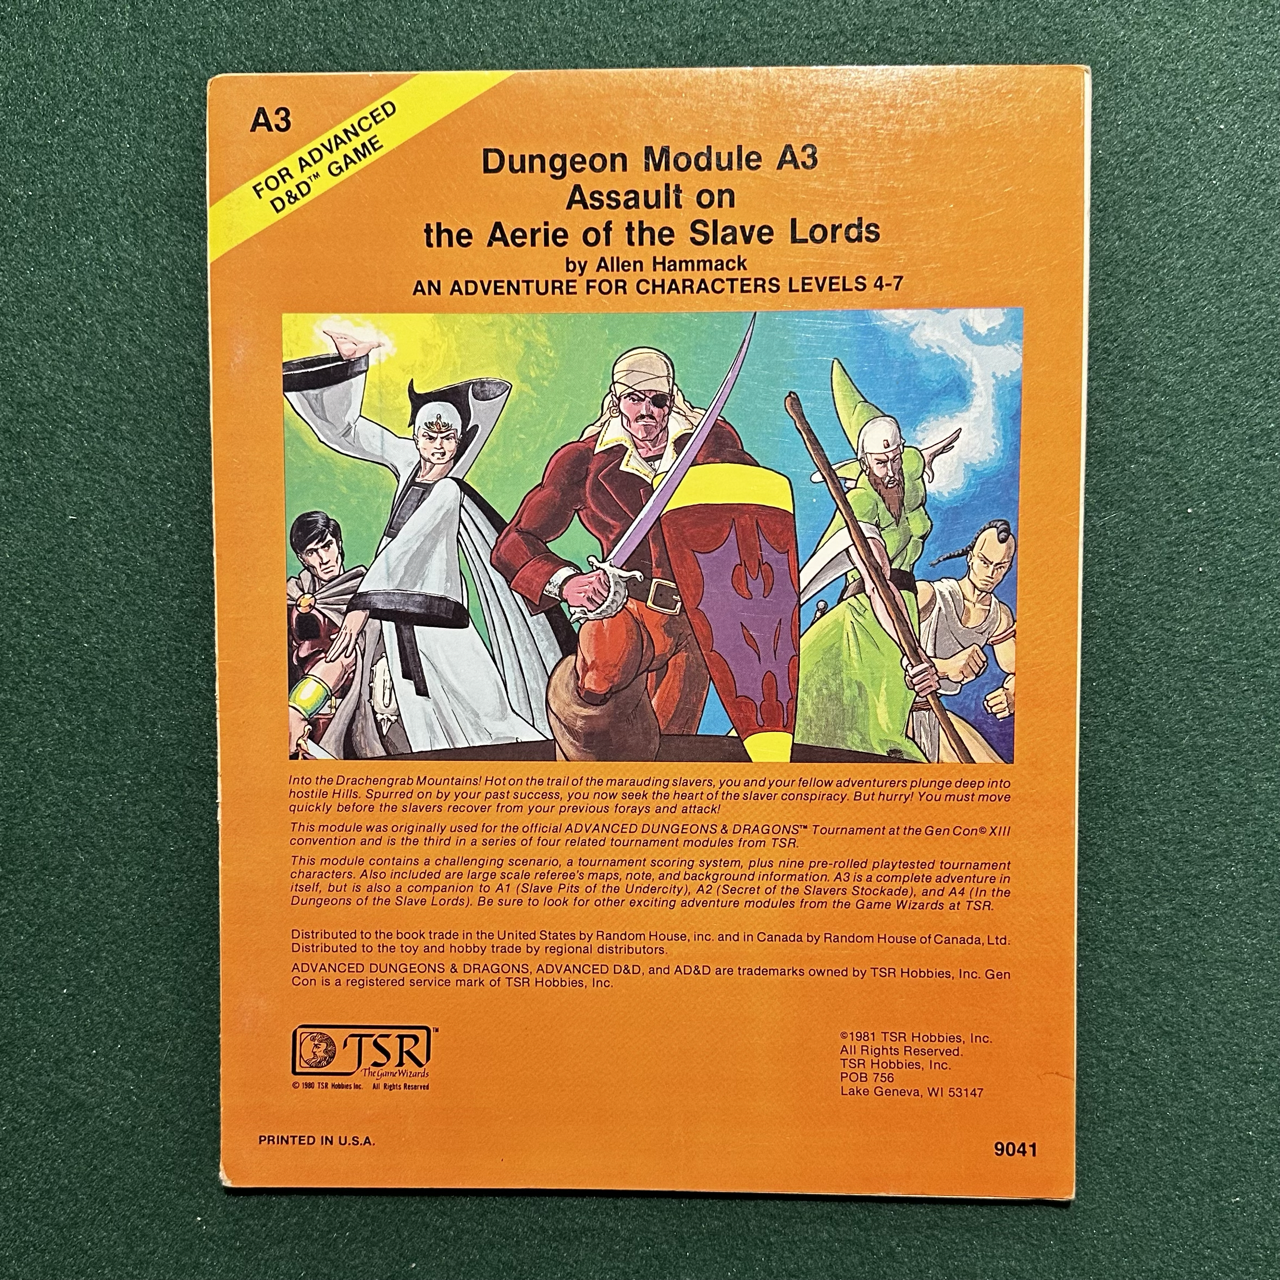 A3
FOR ADVANCED
D&D™ GAME
Dungeon Module A3
Assault on
the Aerie of the Slave Lords
by Allen Hammack
AN ADVENTURE FOR CHARACTERS LEVELS 4-7
Into the Drachengrab Mountains! Hot on the trail of the marauding slavers, you and your fellow adventurers plunge deep into
hostile Hills. Spurred on by your past success, you now seek the heart of the slaver conspiracy. But hurry! You must move
quickly before the slavers recover from your previous forays and attack!
This module was originally used for the official ADVANCED DUNGEONS & DRAGONS™ Tournament at the Gen Con® XIII
convention and is the third in a series of four related tournament modules from TSR.
This module contains a challenging scenario, a tournament scoring system, plus nine pre-rolled playtested tournament
characters. Also included are large scale referee's maps, note, and background information. A3 is a complete adventure in
itself, but is also a companion to A1 (Slave Pits of the Undercity), A2 (Secret of the Slavers Stockade), and A4 (In the
Dungeons of the Slave Lords). Be sure to look for other exciting adventure modules from the Game Wizards at TSR.
Distributed to the book trade in the United States by Random House, inc. and in Canada by Random House of Canada, Ltd.
Distributed to the toy and hobby trade by regional distributors.
ADVANCED DUNGEONS & DRAGONS, ADVANCED D&D, and AD&D are trademarks owned by TSR Hobbies, Inc. Gen
Con is a registered service mark of TSR Hobbies, Inc.
TSR™
The Game Wizards
© 1980 TSR Hobbies Inc. All Rights Reserved
©1981 TSR Hobbies, Inc.
All Rights Reserved.
TSR Hobbies, Inc.
POB 756
Lake Geneva, WI 53147
PRINTED IN U.S.A.
9041